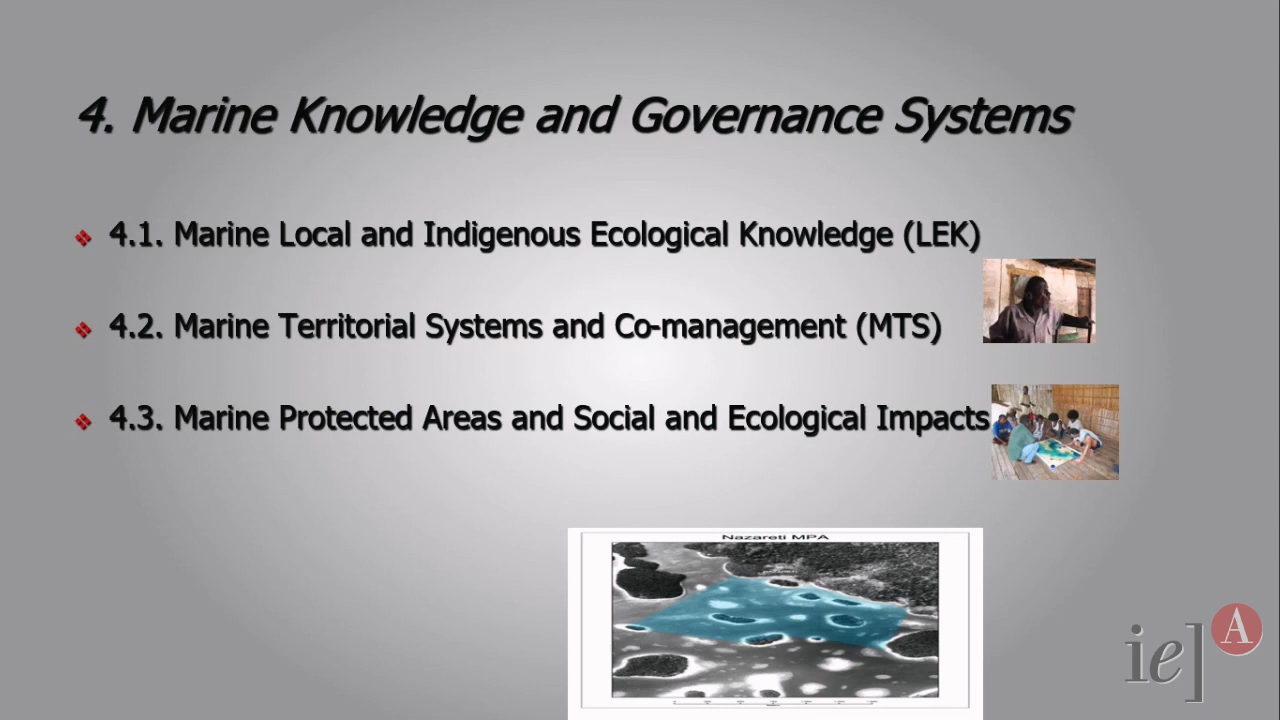 4. Marine Knowledge and Governance Systems
4.1. Marine Local and Indigenous Ecological Knowledge (LEK)
4.2. Marine Territorial Systems and Co-management (MTS)
4.3. Marine Protected Areas and Social and Ecological Impacts
Nazareti MPA
ie] A